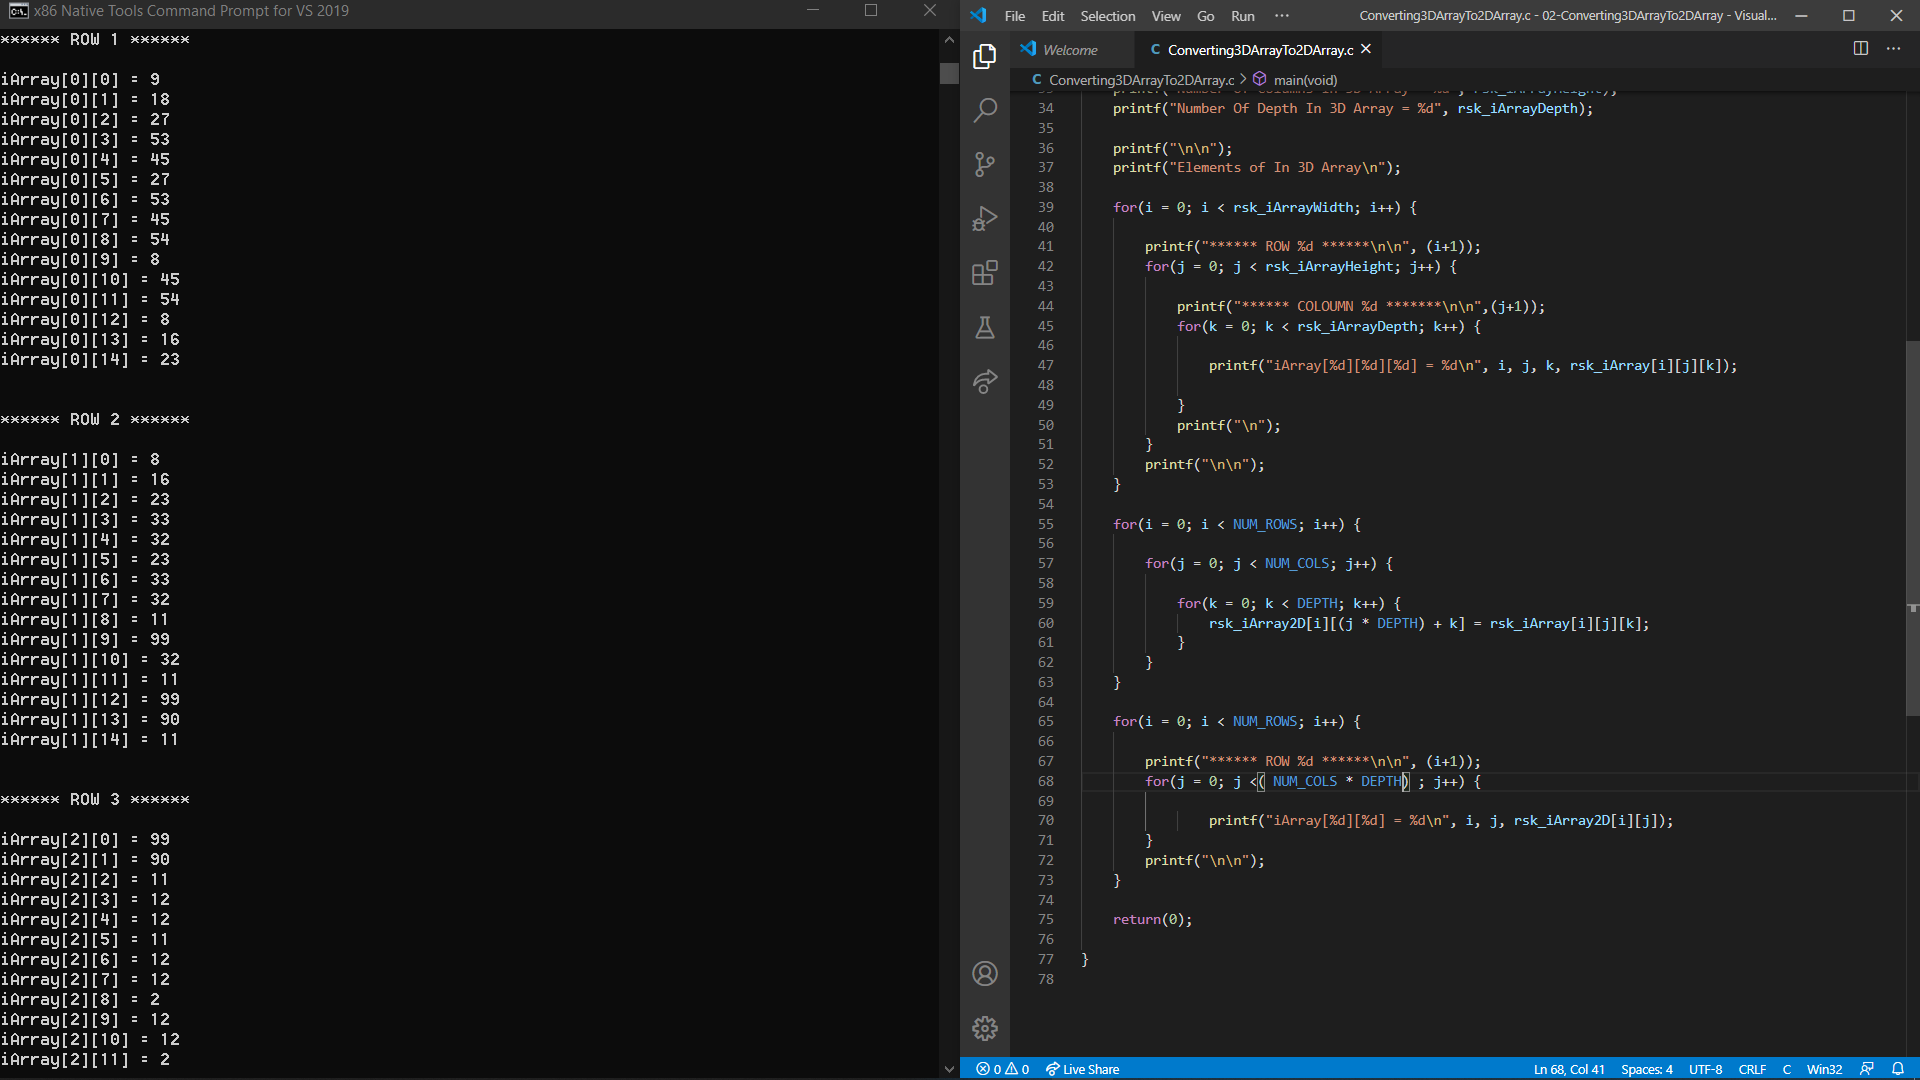 x86 Native Tools Command Prompt for VS 2019
****** ROW 1 ******
iArray[0][0] = 9
iArray[0][1] = 18
iArray[0][2] = 27
iArray[0][3] = 53
iArray[0][4] = 45
iArray[0][5] = 27
iArray[0][6] = 53
iArray[0][7] = 45
iArray[0][8] = 54
iArray[0][9] = 8
iArray[0][10] = 45
iArray[0][11] = 54
iArray[0][12] = 8
iArray[0][13] = 16
iArray[0][14] = 23
****** ROW 2 ******
iArray[1][0] = 8
iArray[1][1] = 16
iArray[1][2] = 23
iArray[1][3] = 33
iArray[1][4] = 32
iArray[1][5] = 23
iArray[1][6] = 33
iArray[1][7] = 32
iArray[1][8] = 11
iArray[1][9] = 99
iArray[1][10] = 32
iArray[1][11] = 11
iArray[1][12] = 99
iArray[1][13] = 90
iArray[1][14] = 11
****** ROW 3 ******
iArray[2][0] = 99
iArray[2][1] = 90
iArray[2][2] = 11
iArray[2][3] = 12
iArray[2][4] = 12
iArray[2][5] = 11
iArray[2][6] = 12
iArray[2][7] = 12
iArray[2][8] = 2
iArray[2][9] = 12
iArray[2][10] = 12
iArray[2][11] = 2
File Edit Selection View Go Run ··· Converting3DArrayTo2DArray.c - 02-Converting3DArrayTo2DArray - Visual...
Welcome C Converting3DArrayTo2DArray.c
C Converting3DArrayTo2DArray.c > main(void)
33 printf("Number Of Columns In 3D Array = %d", rsk_iArrayHeight);
34 printf("Number Of Depth In 3D Array = %d", rsk_iArrayDepth);
35
36 printf("\n\n");
37 printf("Elements of In 3D Array\n");
38
39 for(i = 0; i < rsk_iArrayWidth; i++) {
40
41 printf("****** ROW %d ******\n\n", (i+1));
42 for(j = 0; j < rsk_iArrayHeight; j++) {
43
44 printf("****** COLOUMN %d *******\n\n",(j+1));
45 for(k = 0; k < rsk_iArrayDepth; k++) {
46
47 printf("iArray[%d][%d][%d] = %d\n", i, j, k, rsk_iArray[i][j][k]);
48
49 }
50 printf("\n");
51 }
52 printf("\n\n");
53 }
54
55 for(i = 0; i < NUM_ROWS; i++) {
56
57 for(j = 0; j < NUM_COLS; j++) {
58
59 for(k = 0; k < DEPTH; k++) {
60 rsk_iArray2D[i][(j * DEPTH) + k] = rsk_iArray[i][j][k];
61 }
62 }
63 }
64
65 for(i = 0; i < NUM_ROWS; i++) {
66
67 printf("****** ROW %d ******\n\n", (i+1));
68 for(j = 0; j <( NUM_COLS * DEPTH) ; j++) {
69
70 printf("iArray[%d][%d] = %d\n", i, j, rsk_iArray2D[i][j]);
71 }
72 printf("\n\n");
73 }
74
75 return(0);
76
77 }
78
0 0 Live Share Ln 68, Col 41 Spaces: 4 UTF-8 CRLF C Win32